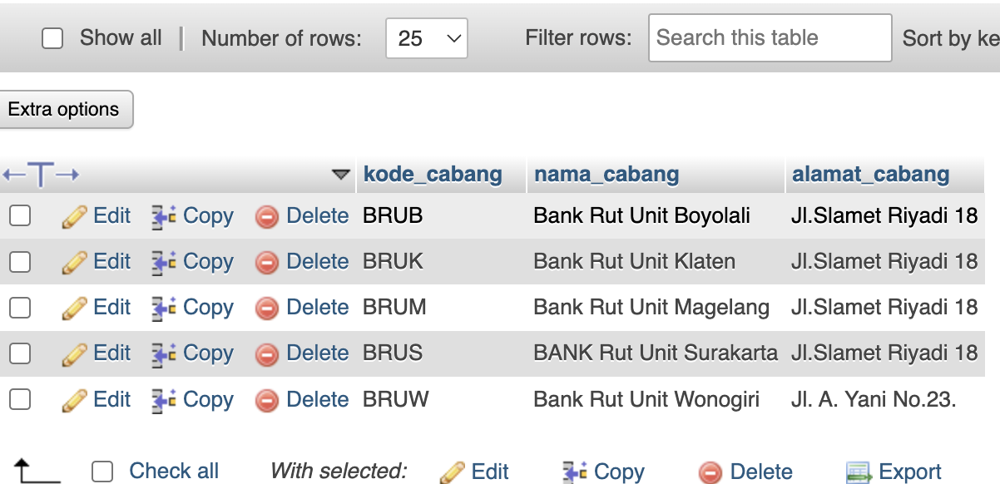 Show all | Number of rows: 25 Filter rows: Search this table Sort by ke
Extra options
kode_cabang nama_cabang alamat_cabang
Edit Copy Delete BRUB Bank Rut Unit Boyolali Jl.Slamet Riyadi 18
Edit Copy Delete BRUK Bank Rut Unit Klaten Jl.Slamet Riyadi 18
Edit Copy Delete BRUM Bank Rut Unit Magelang Jl.Slamet Riyadi 18
Edit Copy Delete BRUS BANK Rut Unit Surakarta Jl.Slamet Riyadi 18
Edit Copy Delete BRUW Bank Rut Unit Wonogiri Jl. A. Yani No.23.
Check all With selected: Edit Copy Delete Export